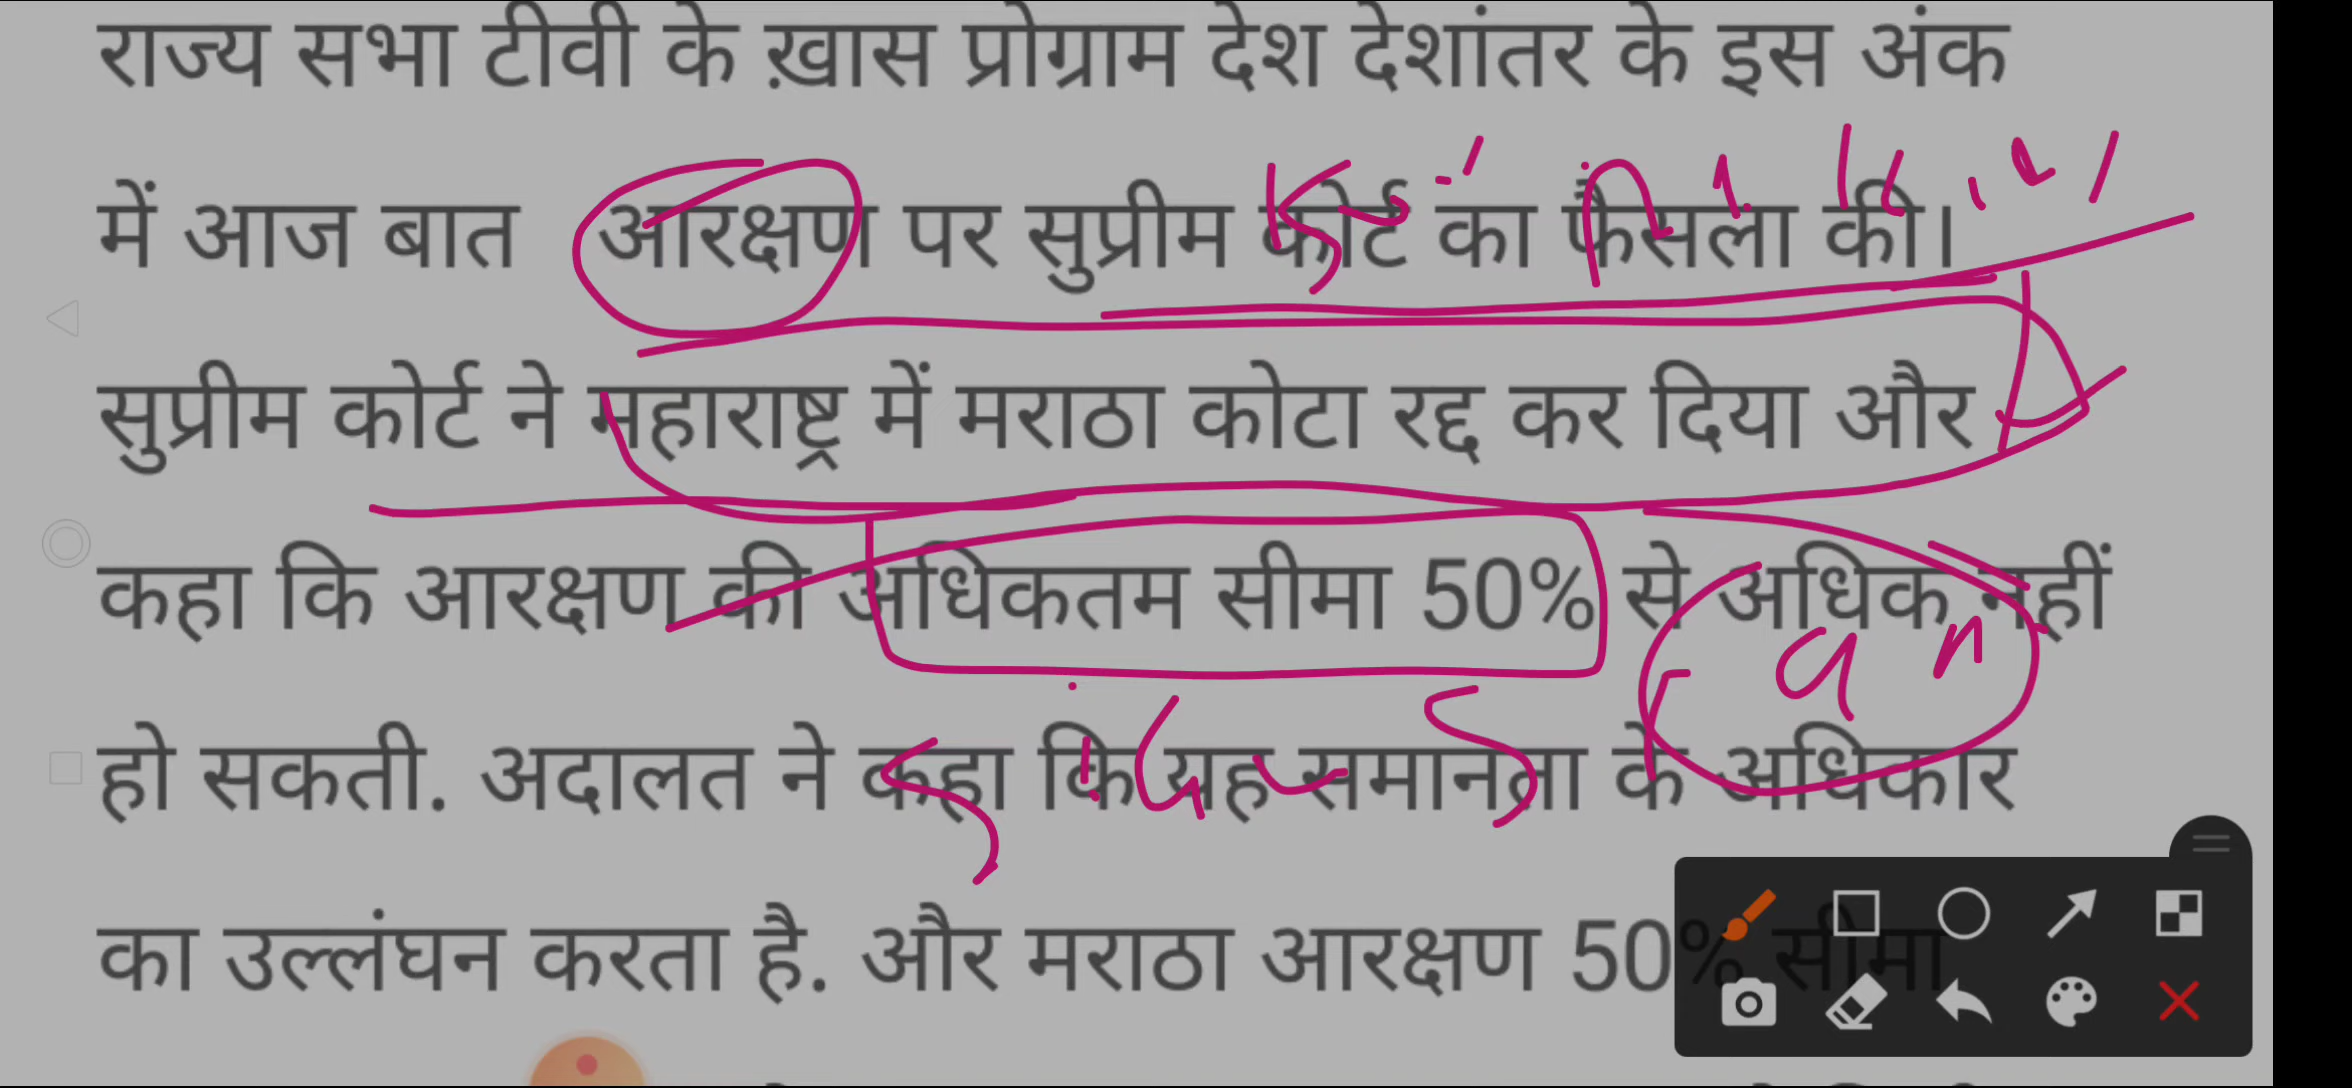 राज्य सभा टीवी के ख़ास प्रोग्राम देश देशांतर के इस अंक
में आज बात आरक्षण पर सुप्रीम कोर्ट का फैसला की।
सुप्रीम कोर्ट ने महाराष्ट्र में मराठा कोटा रद्द कर दिया और
कहा कि आरक्षण की अधिकतम सीमा 50% से अधिक नहीं
हो सकती. अदालत ने कहा कि यह समानता के अधिकार
का उल्लंघन करता है. और मराठा आरक्षण 50% सीमा